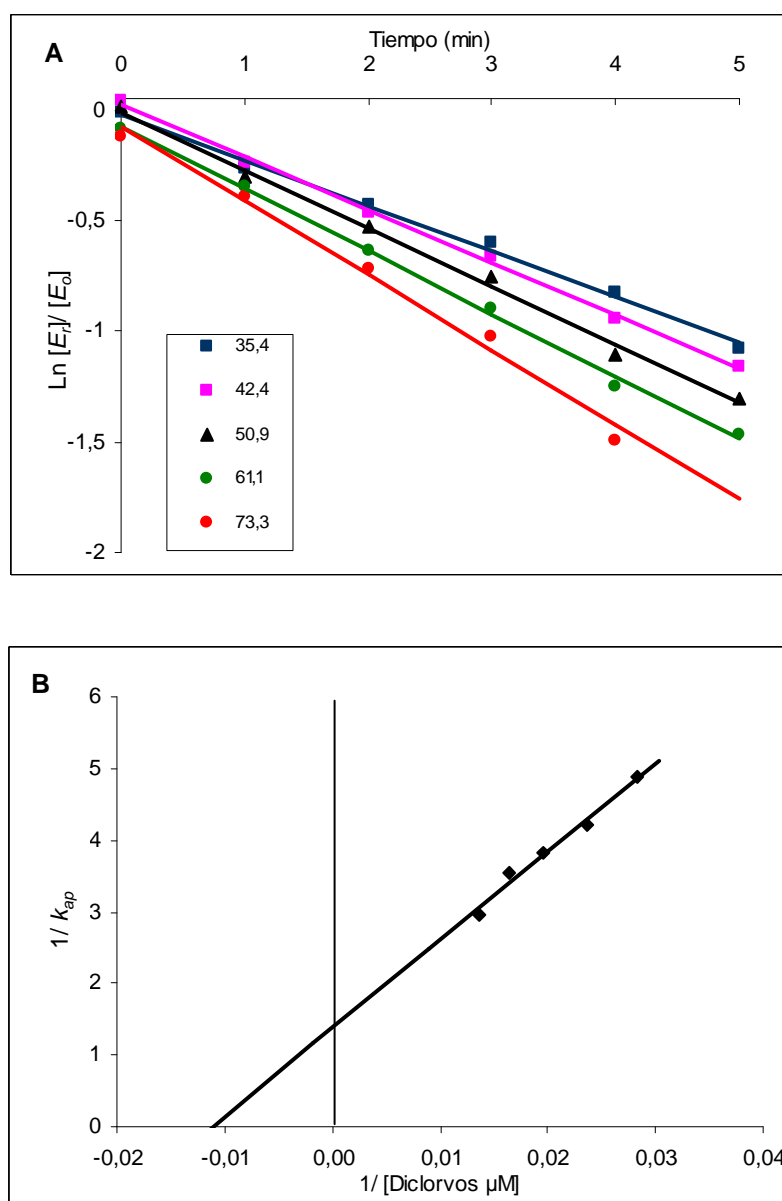 A
Tiempo (min)
0 1 2 3 4 5
0
-0,5
-1
-1,5
-2
Ln [Er]/ [Eo]
35,4
42,4
50,9
61,1
73,3
B
6
5
4
3
2
1
0
1/ kap
-0,02 -0,01 0,00 0,01 0,02 0,03 0,04
1/ [Diclorvos µM]